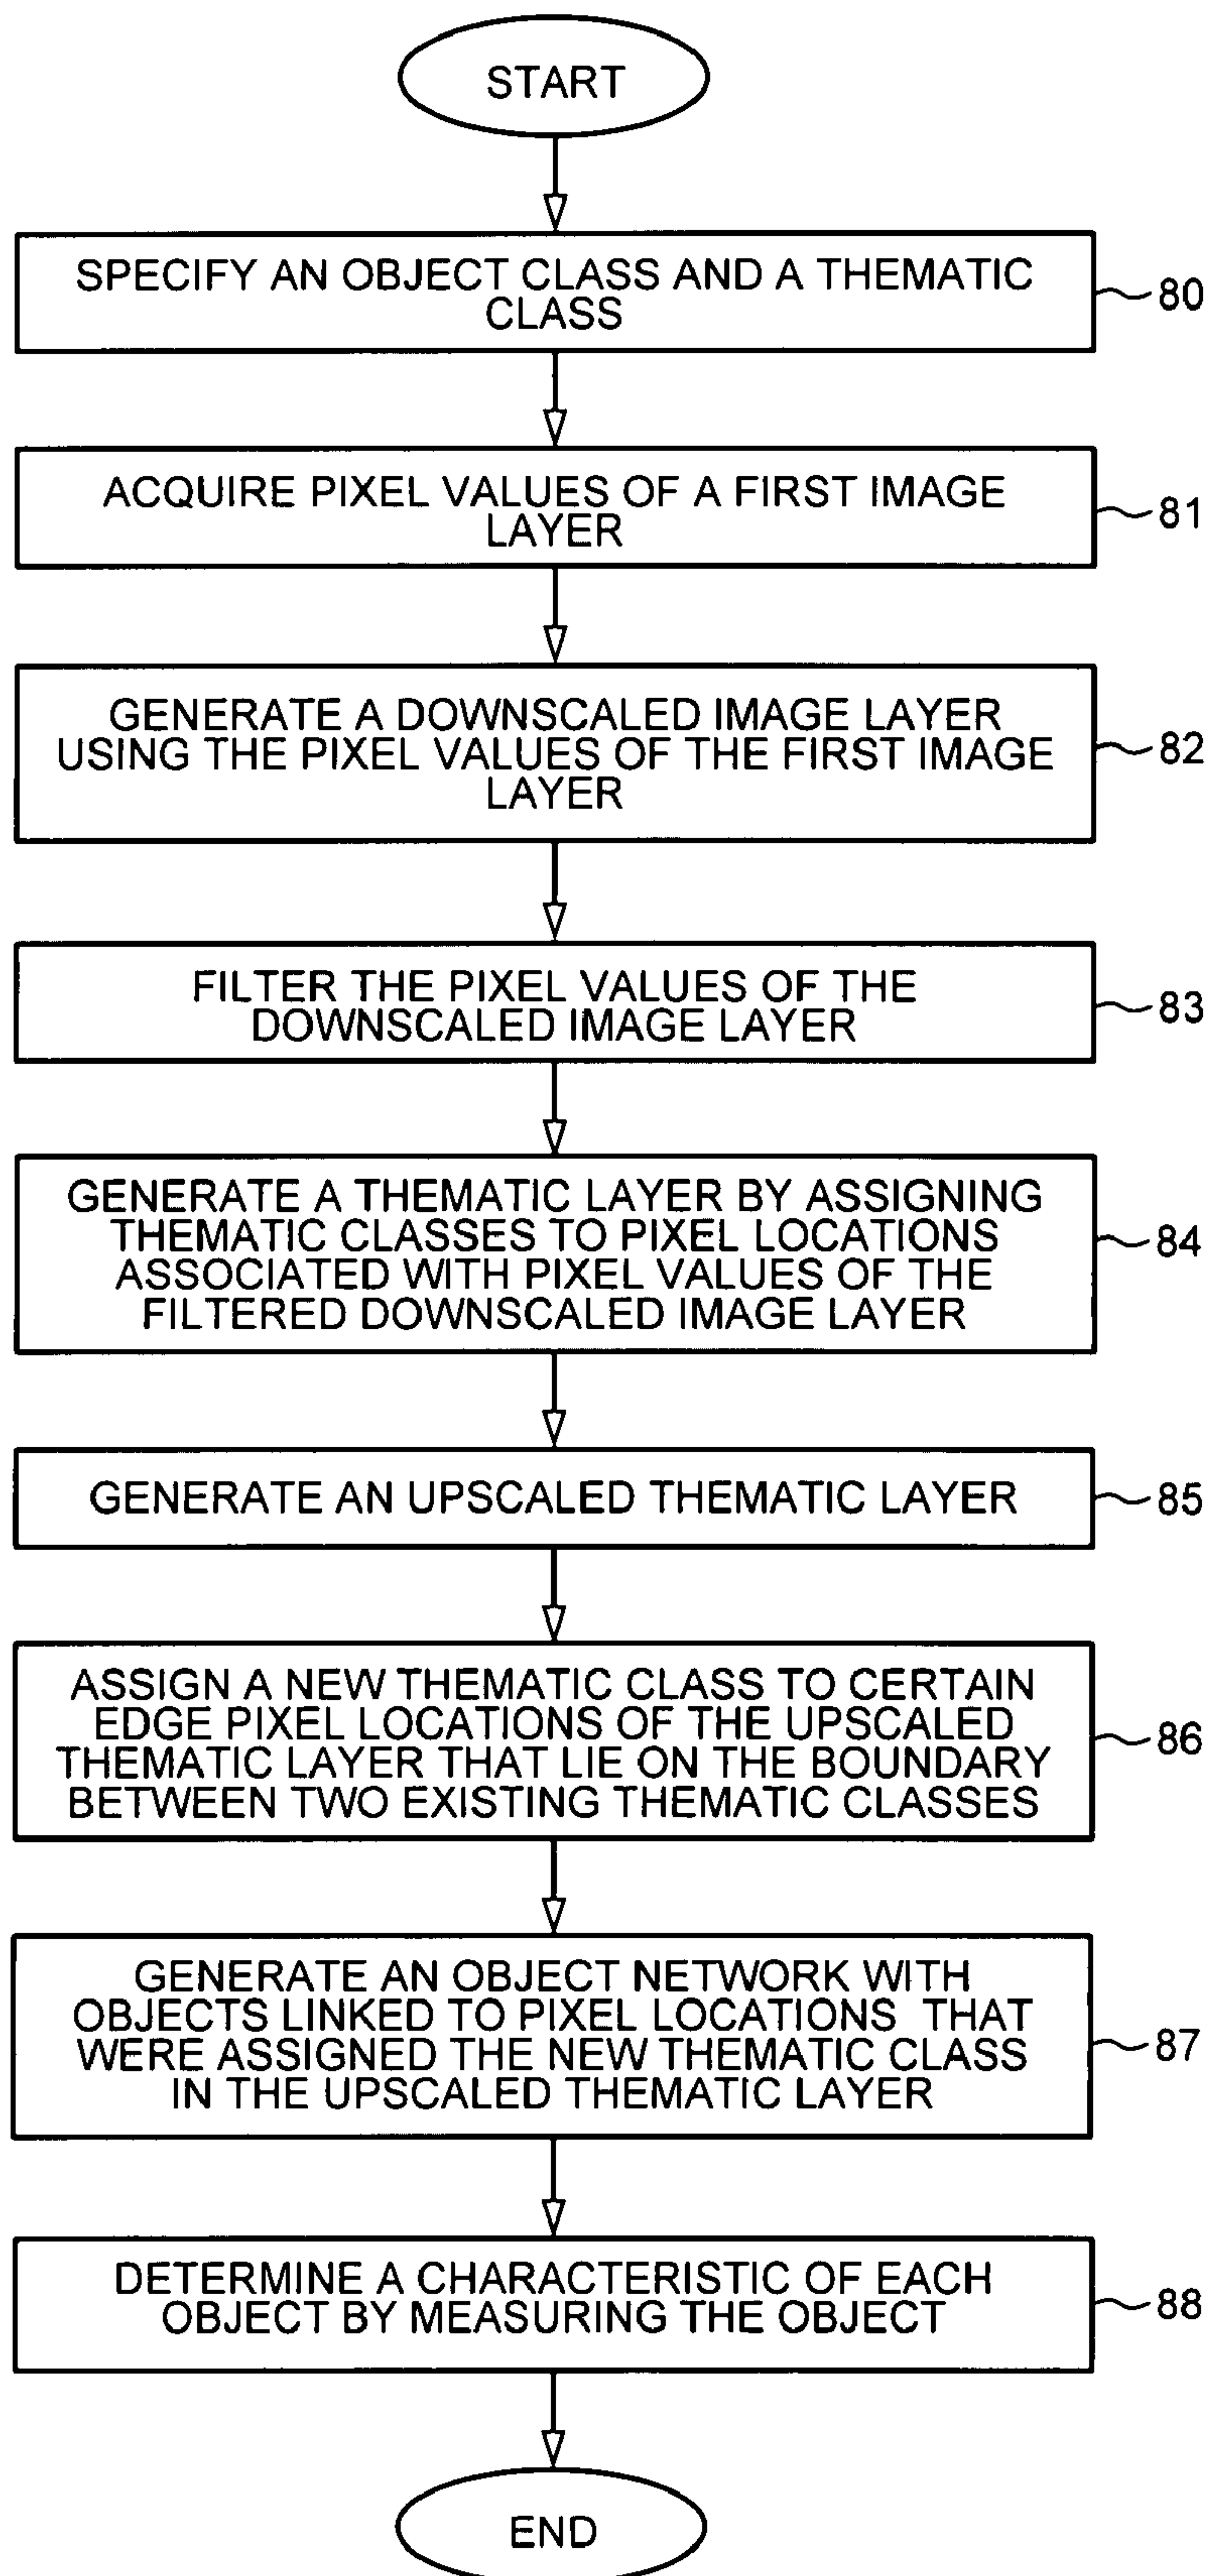 START
SPECIFY AN OBJECT CLASS AND A THEMATIC
CLASS
80
ACQUIRE PIXEL VALUES OF A FIRST IMAGE
LAYER
81
GENERATE A DOWNSCALED IMAGE LAYER
USING THE PIXEL VALUES OF THE FIRST IMAGE
LAYER
82
FILTER THE PIXEL VALUES OF THE
DOWNSCALED IMAGE LAYER
83
GENERATE A THEMATIC LAYER BY ASSIGNING
THEMATIC CLASSES TO PIXEL LOCATIONS
ASSOCIATED WITH PIXEL VALUES OF THE
FILTERED DOWNSCALED IMAGE LAYER
84
GENERATE AN UPSCALED THEMATIC LAYER
85
ASSIGN A NEW THEMATIC CLASS TO CERTAIN
EDGE PIXEL LOCATIONS OF THE UPSCALED
THEMATIC LAYER THAT LIE ON THE BOUNDARY
BETWEEN TWO EXISTING THEMATIC CLASSES
86
GENERATE AN OBJECT NETWORK WITH
OBJECTS LINKED TO PIXEL LOCATIONS THAT
WERE ASSIGNED THE NEW THEMATIC CLASS
IN THE UPSCALED THEMATIC LAYER
87
DETERMINE A CHARACTERISTIC OF EACH
OBJECT BY MEASURING THE OBJECT
88
END